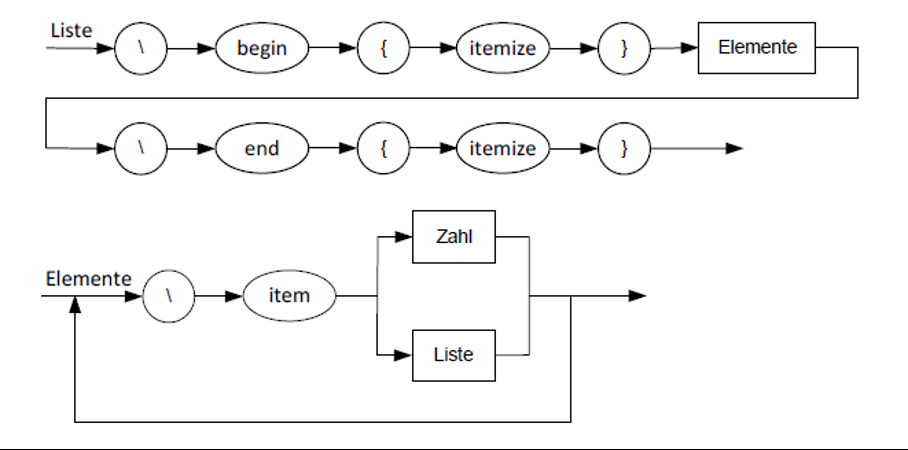 Liste \ begin { itemize } Elemente
\ end { itemize }
Zahl
Elemente \ item
Liste